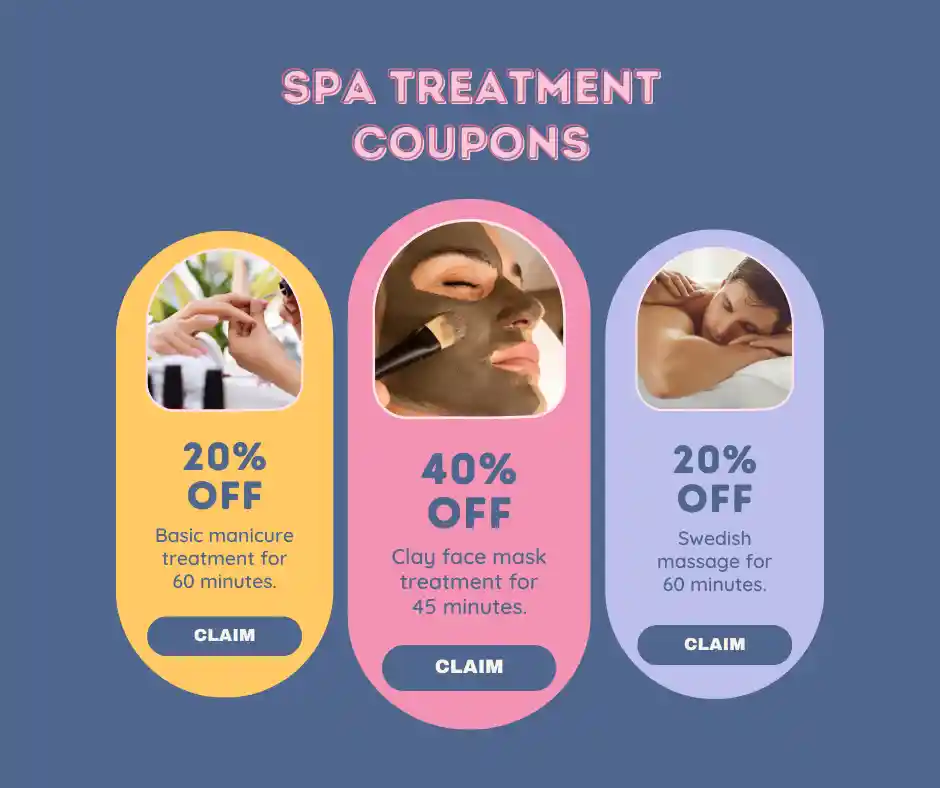 SPA TREATMENT
COUPONS
20%
OFF
Basic manicure
treatment for
60 minutes.
CLAIM
40%
OFF
Clay face mask
treatment for
45 minutes.
CLAIM
20%
OFF
Swedish
massage for
60 minutes.
CLAIM